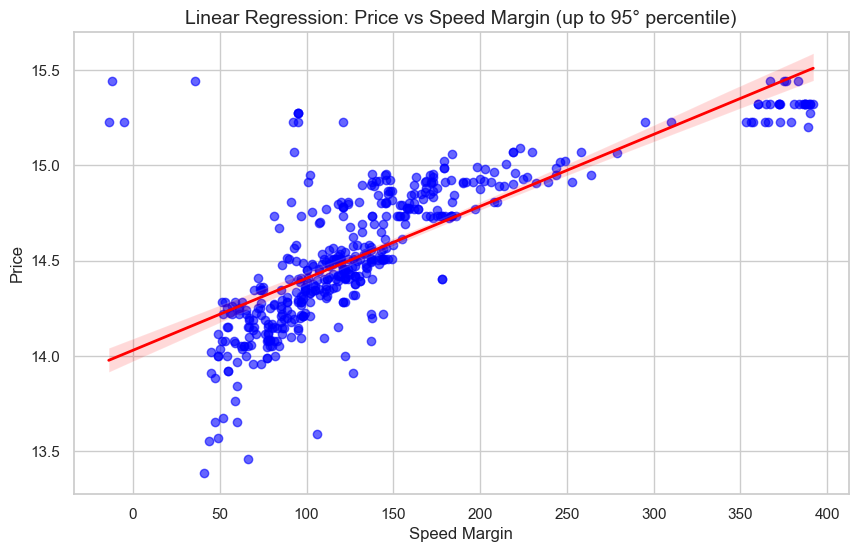 Linear Regression: Price vs Speed Margin (up to 95° percentile)
Price
15.5
15.0
14.5
14.0
13.5
0 50 100 150 200 250 300 350 400
Speed Margin